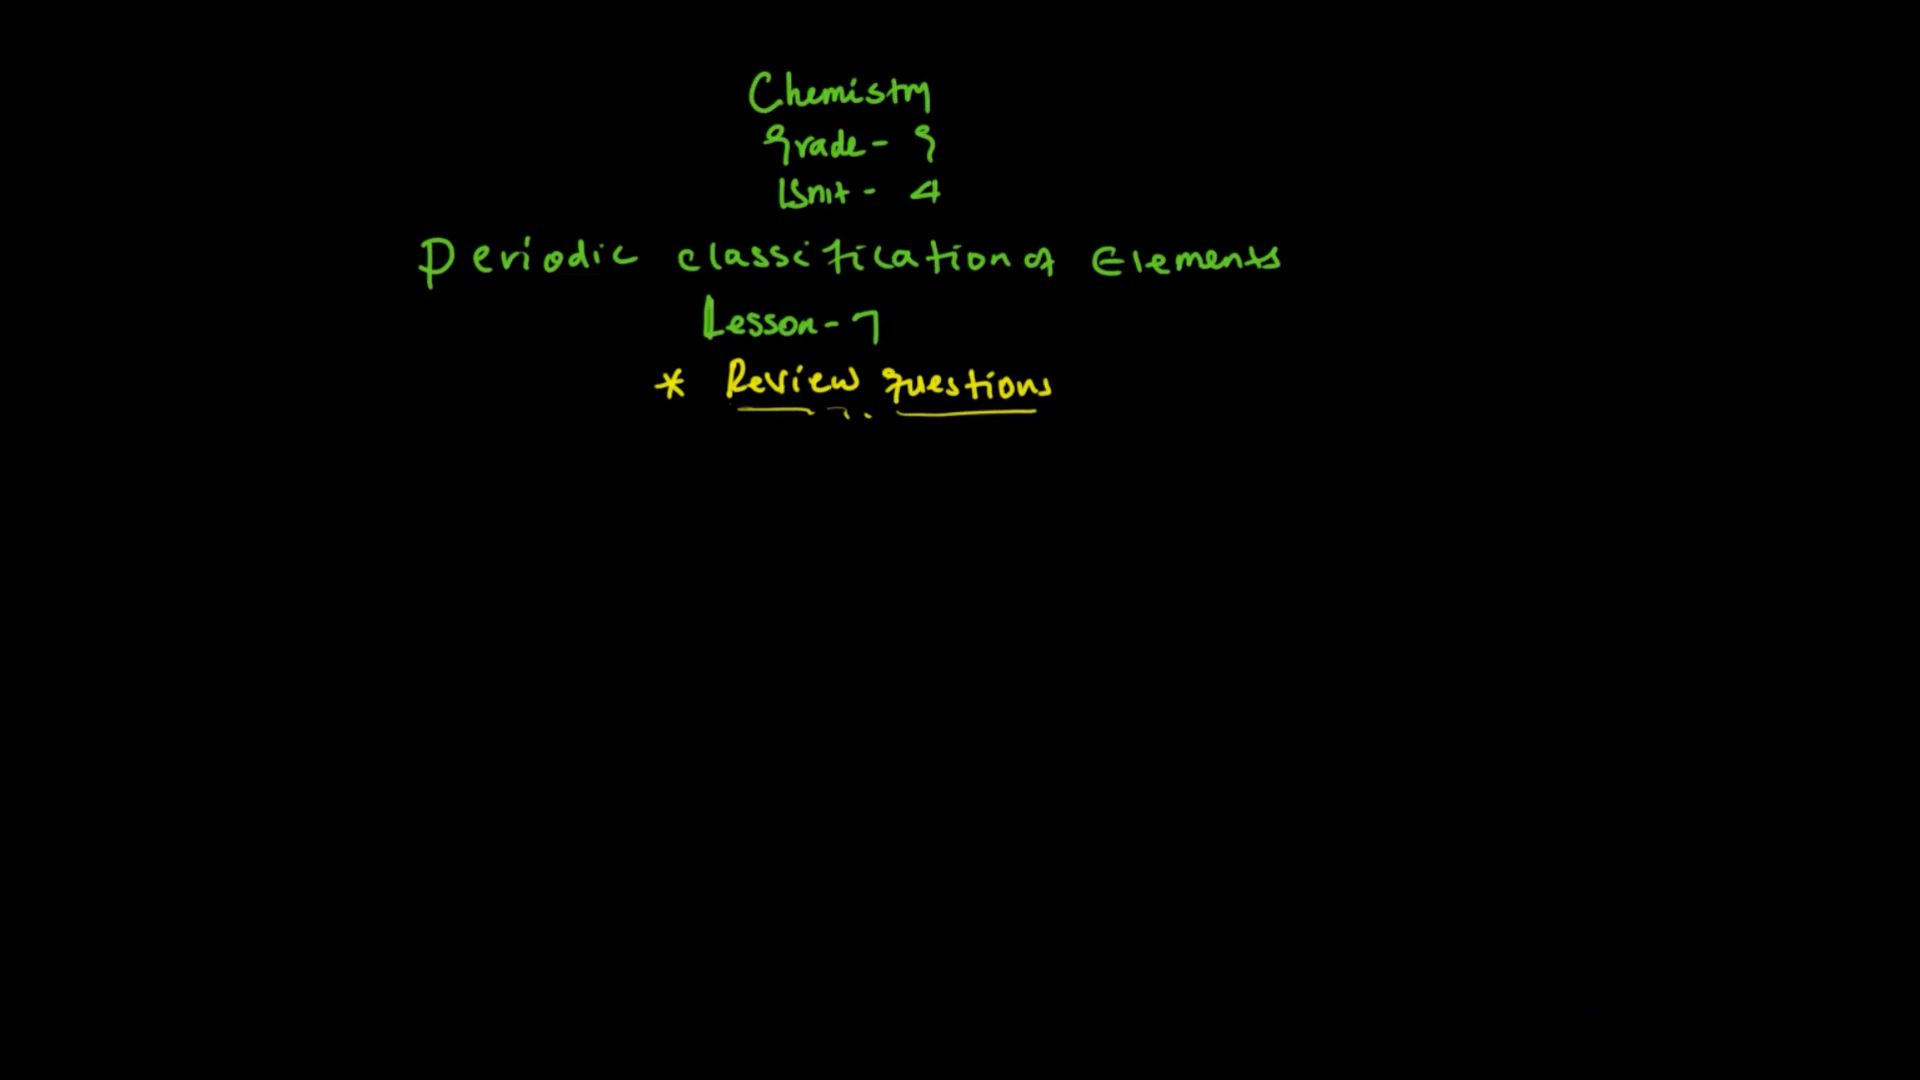 Chemistry
Grade - 9
Unit - 4
Periodic classification of Elements
Lesson - 7
* Review questions